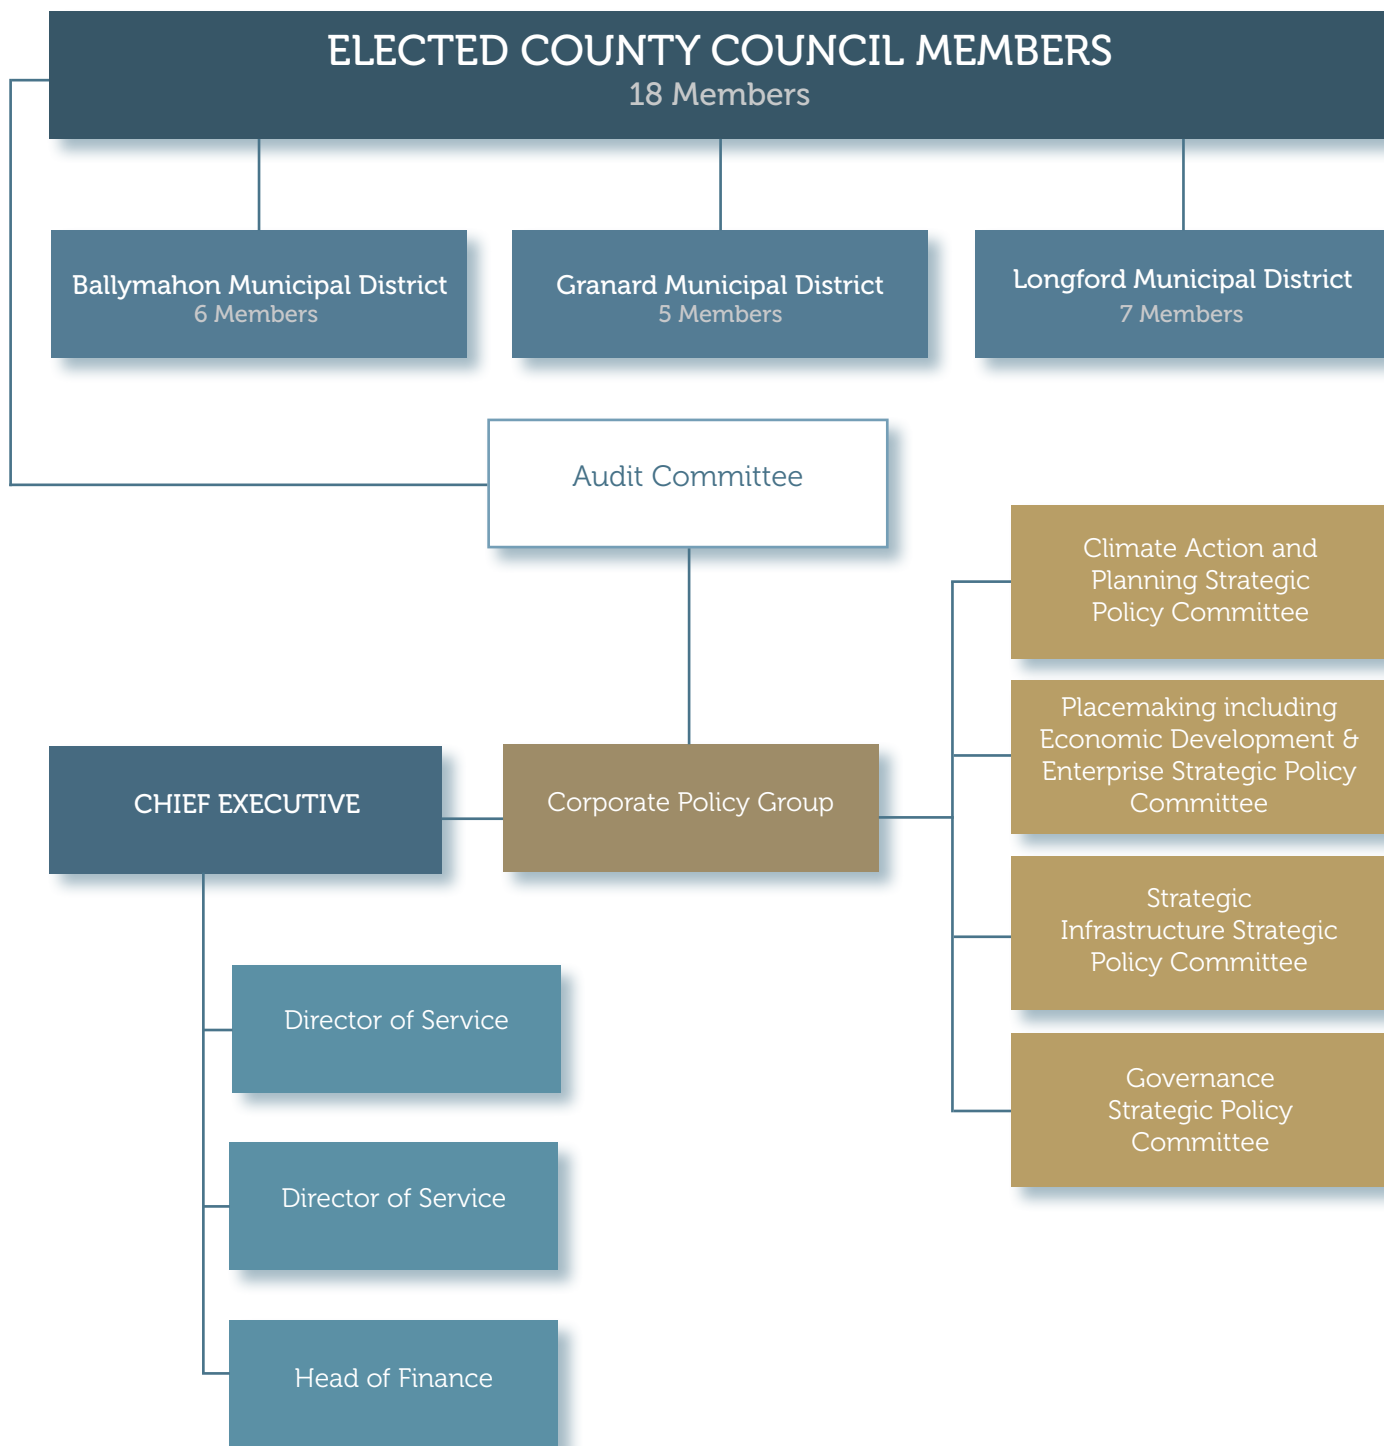 ELECTED COUNTY COUNCIL MEMBERS
18 Members
Ballymahon Municipal District
6 Members
Granard Municipal District
5 Members
Longford Municipal District
7 Members
Audit Committee
Climate Action and
Planning Strategic
Policy Committee
Placemaking including
Economic Development &
Enterprise Strategic Policy
Committee
CHIEF EXECUTIVE
Corporate Policy Group
Strategic
Infrastructure Strategic
Policy Committee
Director of Service
Governance
Strategic Policy
Committee
Director of Service
Head of Finance